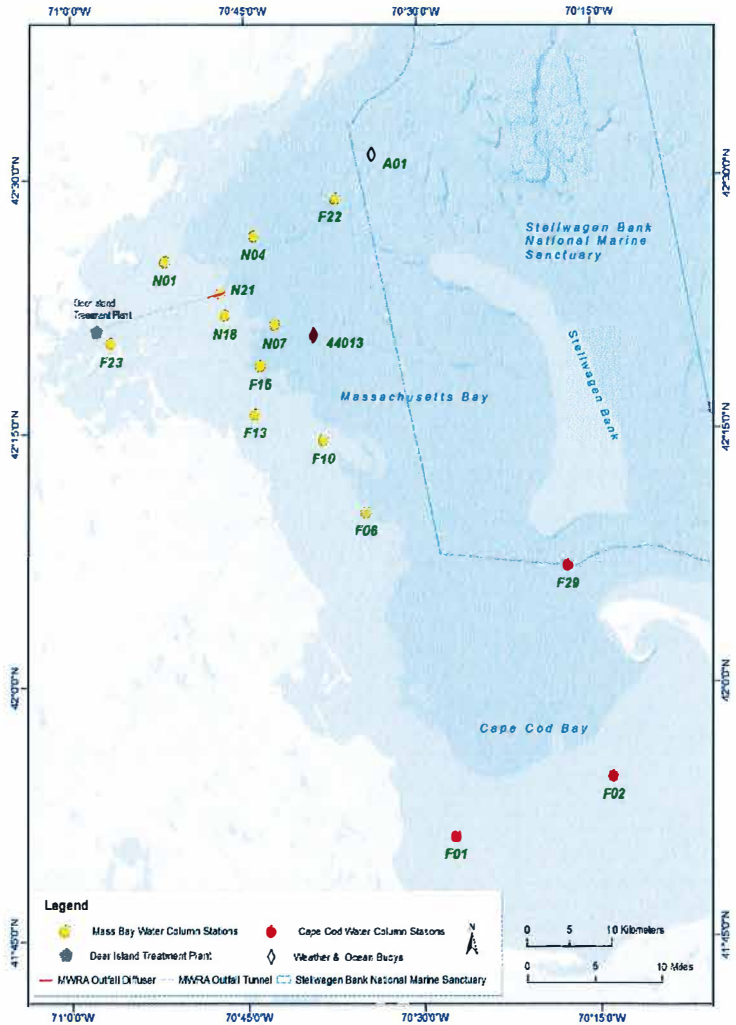 71°0'0"W 70°45'0"W 70°30'0"W 70°15'0"W
42°30'0"N
42°30'0"N
A01
F22
Stellwagen Bank
National Marine
Sanctuary
N04
N01
N21
Deer Island
Treatment Plant
N18
N07
44013
F23
F15
Stellwagen Bank
Massachusetts Bay
F13
42°15'0"N
42°15'0"N
F10
F06
F29
42°0'0"N
42°0'0"N
Cape Cod Bay
F02
F01
Legend
Mass Bay Water Column Stations
Cape Cod Water Column Stations
N
0 5 10 Kilometers
Deer Island Treatment Plant
Weather & Ocean Buoys
0 5 10 Miles
MWRA Outfall Diffuser
MWRA Outfall Tunnel
Stellwagen Bank National Marine Sanctuary
41°45'0"N
41°45'0"N
71°0'0"W 70°45'0"W 70°30'0"W 70°15'0"W